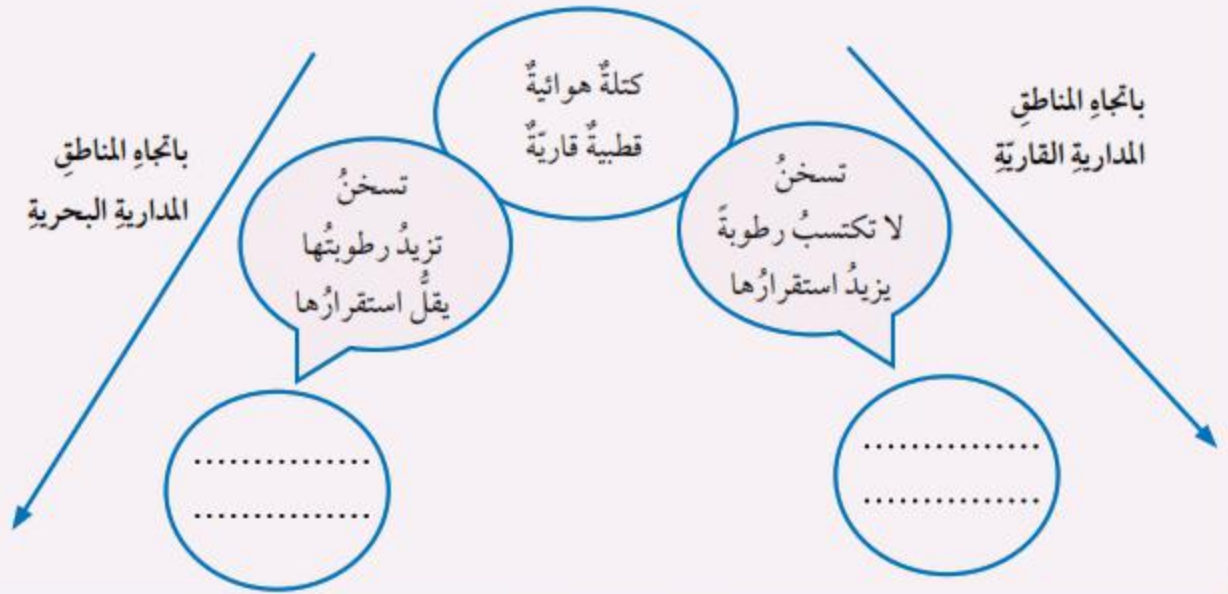 كتلةٌ هوائيةٌ
قطبيةٌ قاريّةٌ
باتجاهِ المناطقِ
المداريةِ القاريّةِ
تسخنُ
لا تكتسبُ رطوبةً
يزيدُ استقرارُها
...............
...............
باتجاهِ المناطقِ
المداريةِ البحريةِ
تسخنُ
تزيدُ رطوبتُها
يقلُّ استقرارُها
...............
...............